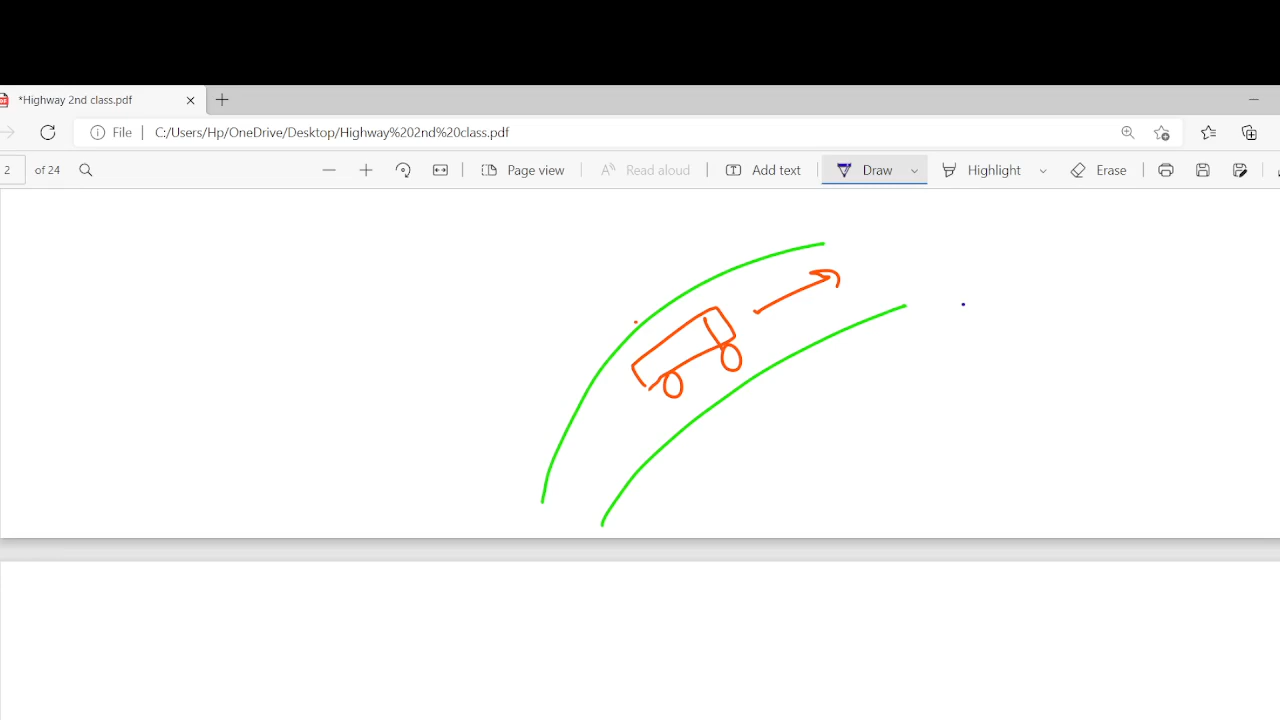 *Highway 2nd class.pdf
File | C:/Users/Hp/OneDrive/Desktop/Highway%202nd%20class.pdf
2 of 24 Page view Read aloud Add text Draw Highlight Erase